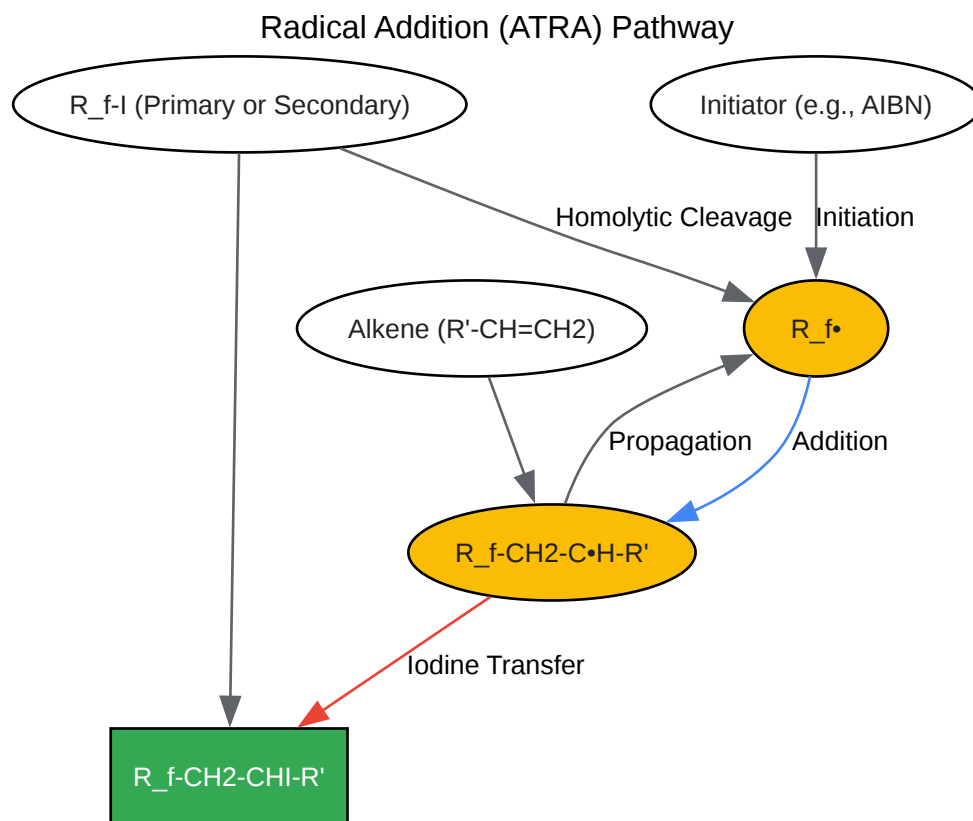 Radical Addition (ATRA) Pathway
R_f-I (Primary or Secondary)
Initiator (e.g., AIBN)
Homolytic Cleavage
Initiation
Alkene (R'-CH=CH2)
R_f•
Propagation
Addition
R_f-CH2-C•H-R'
Iodine Transfer
R_f-CH2-CHI-R'